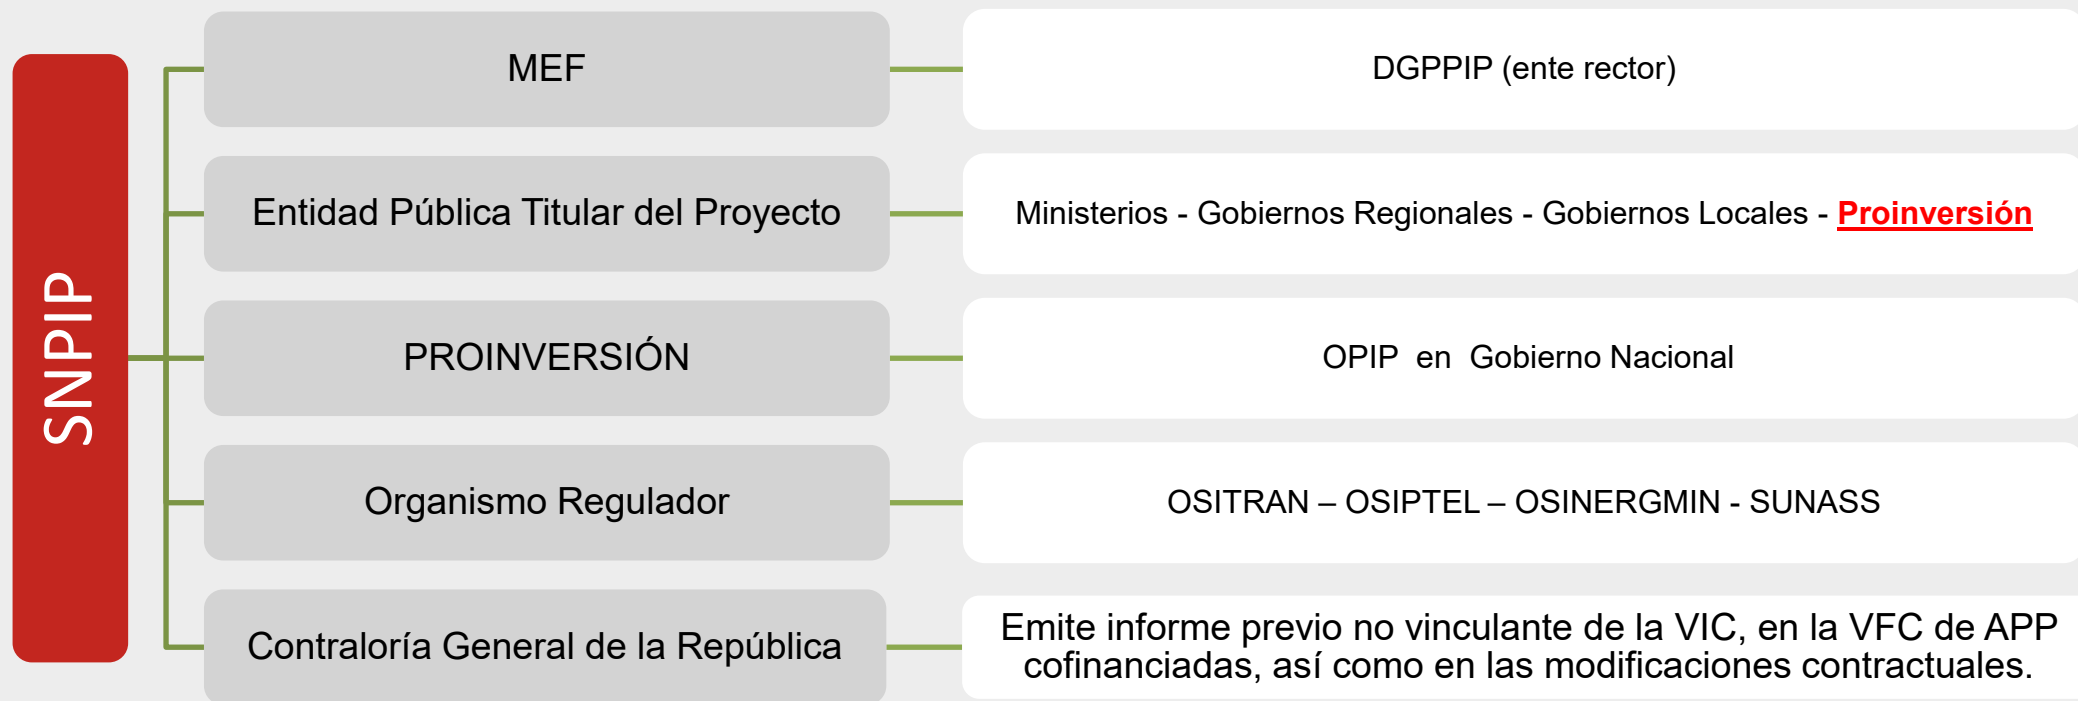 SNPIP
MEF
DGPPIP (ente rector)
Entidad Pública Titular del Proyecto
Ministerios - Gobiernos Regionales - Gobiernos Locales - Proinversión
PROINVERSIÓN
OPIP en Gobierno Nacional
Organismo Regulador
OSITRAN – OSIPTEL – OSINERGMIN - SUNASS
Contraloría General de la República
Emite informe previo no vinculante de la VIC, en la VFC de APP
cofinanciadas, así como en las modificaciones contractuales.